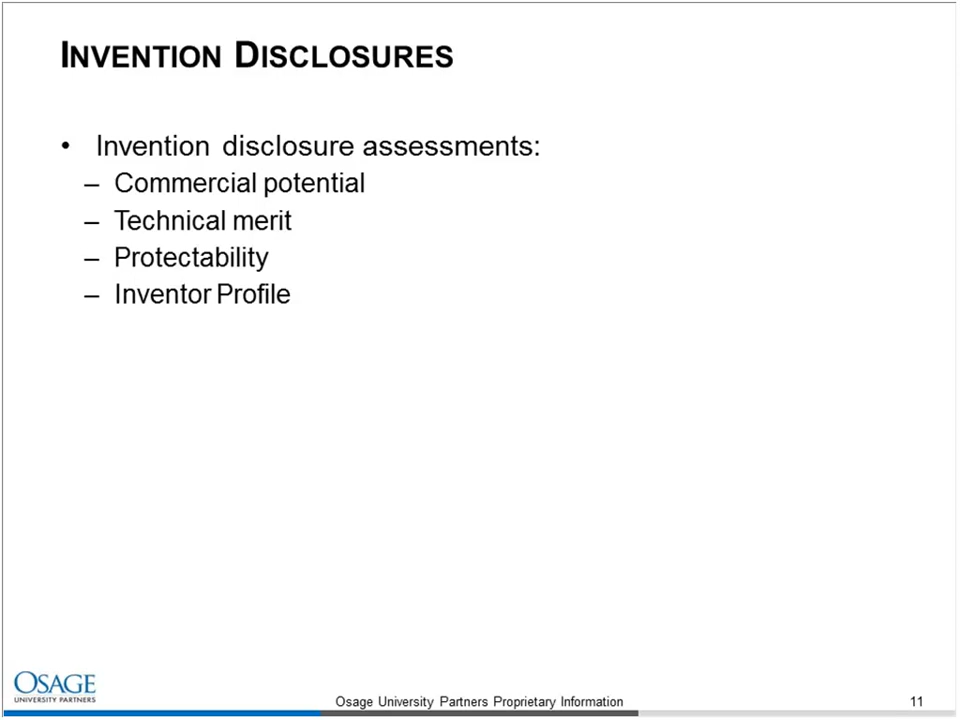 INVENTION DISCLOSURES
• Invention disclosure assessments:
– Commercial potential
– Technical merit
– Protectability
– Inventor Profile
OSAGE
UNIVERSITY PARTNERS
Osage University Partners Proprietary Information
11